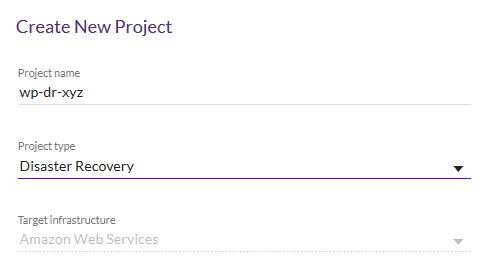 Create New Project
Project name
wp-dr-xyz
Project type
Disaster Recovery
Target infrastructure
Amazon Web Services